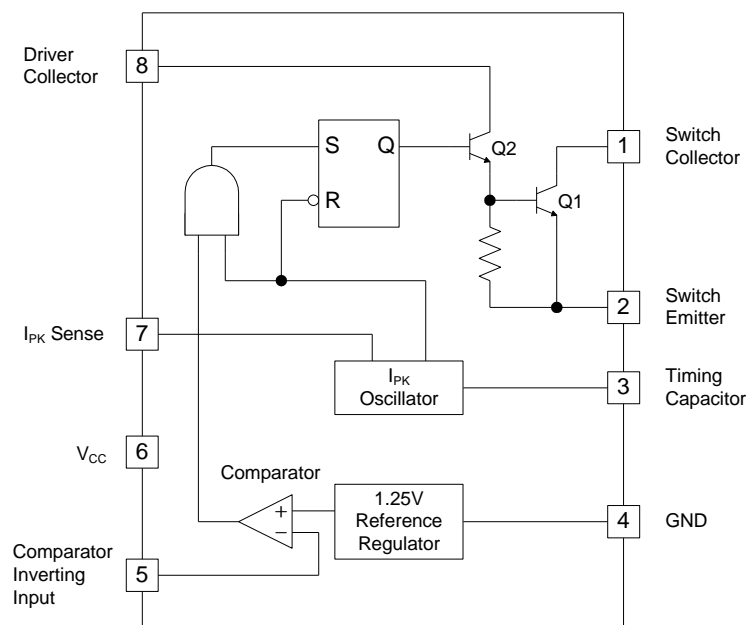 Driver
Collector
8
S
Q
R
Q2
Q1
1
Switch
Collector
2
Switch
Emitter
I_PK Sense
7
I_PK
Oscillator
3
Timing
Capacitor
V_CC
6
Comparator
+
−
1.25V
Reference
Regulator
4
GND
Comparator
Inverting
Input
5